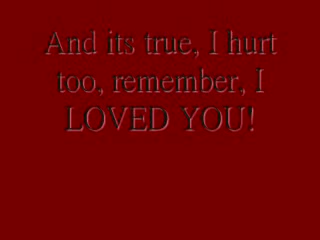 And its true, I hurt
too, remember, I
LOVED YOU!